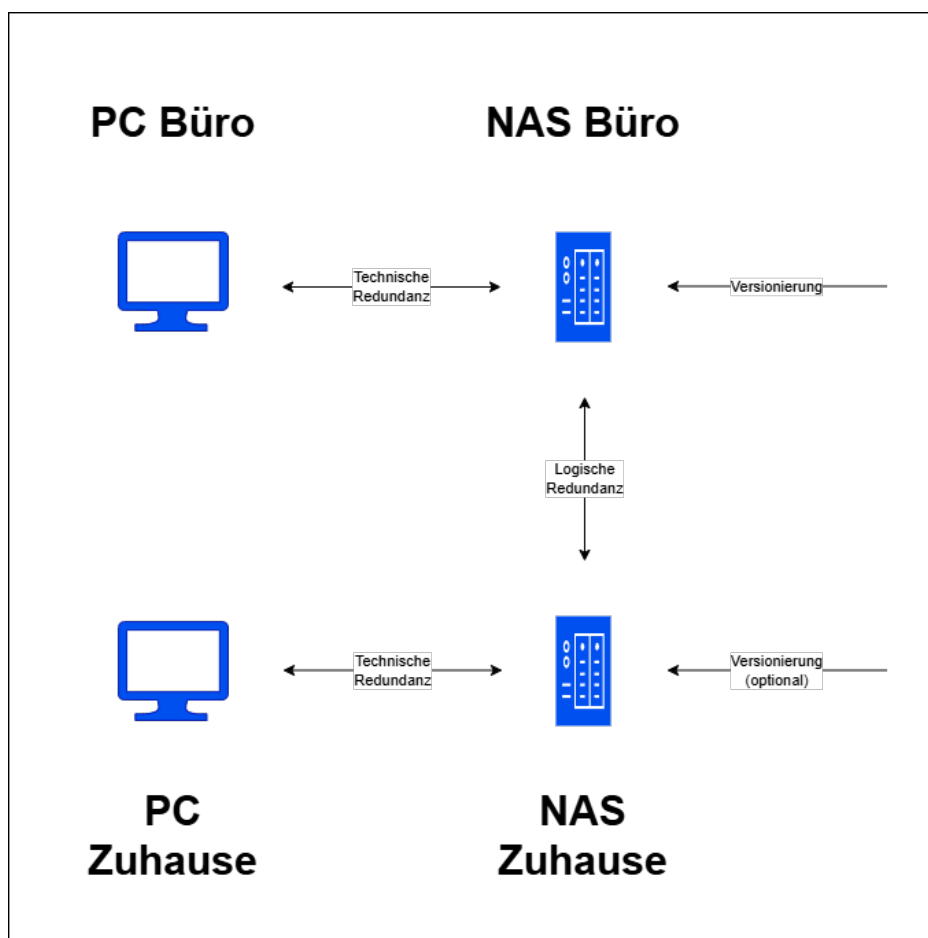 PC Büro
NAS Büro
Technische
Redundanz
Versionierung
Logische
Redundanz
Technische
Redundanz
Versionierung
(optional)
PC
Zuhause
NAS
Zuhause